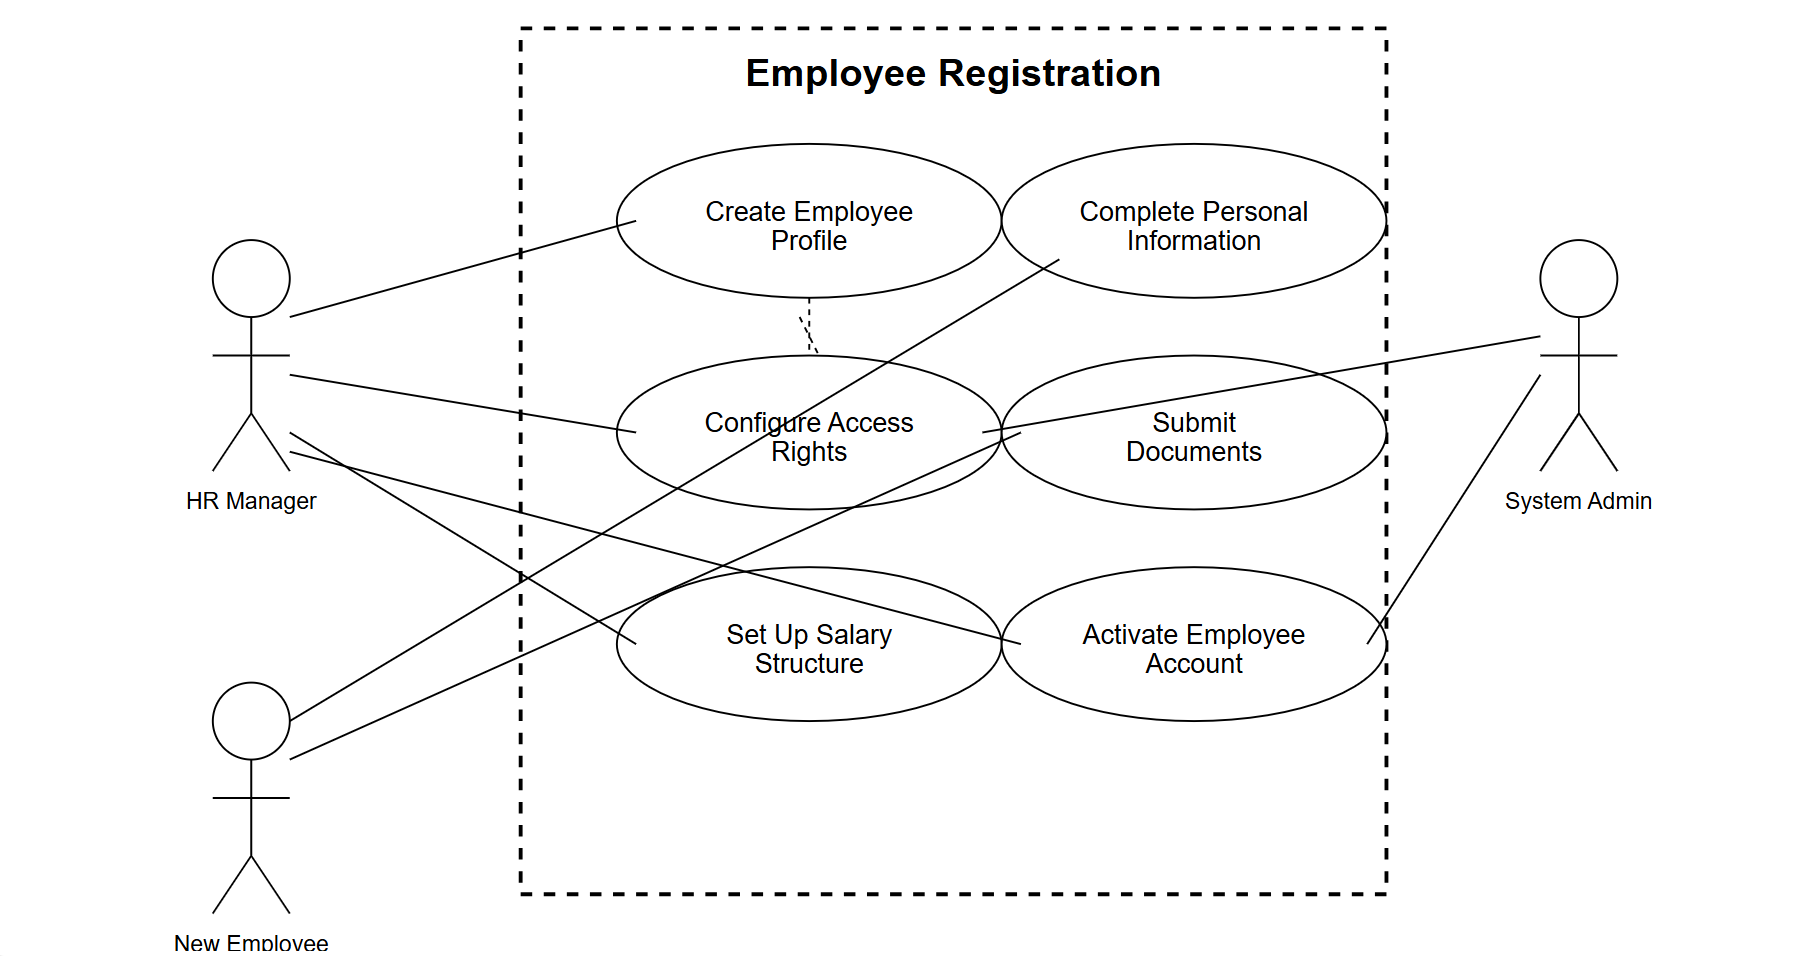 Employee Registration
Create Employee
Profile
Complete Personal
Information
Configure Access
Rights
Submit
Documents
HR Manager
System Admin
Set Up Salary
Structure
Activate Employee
Account
New Employee